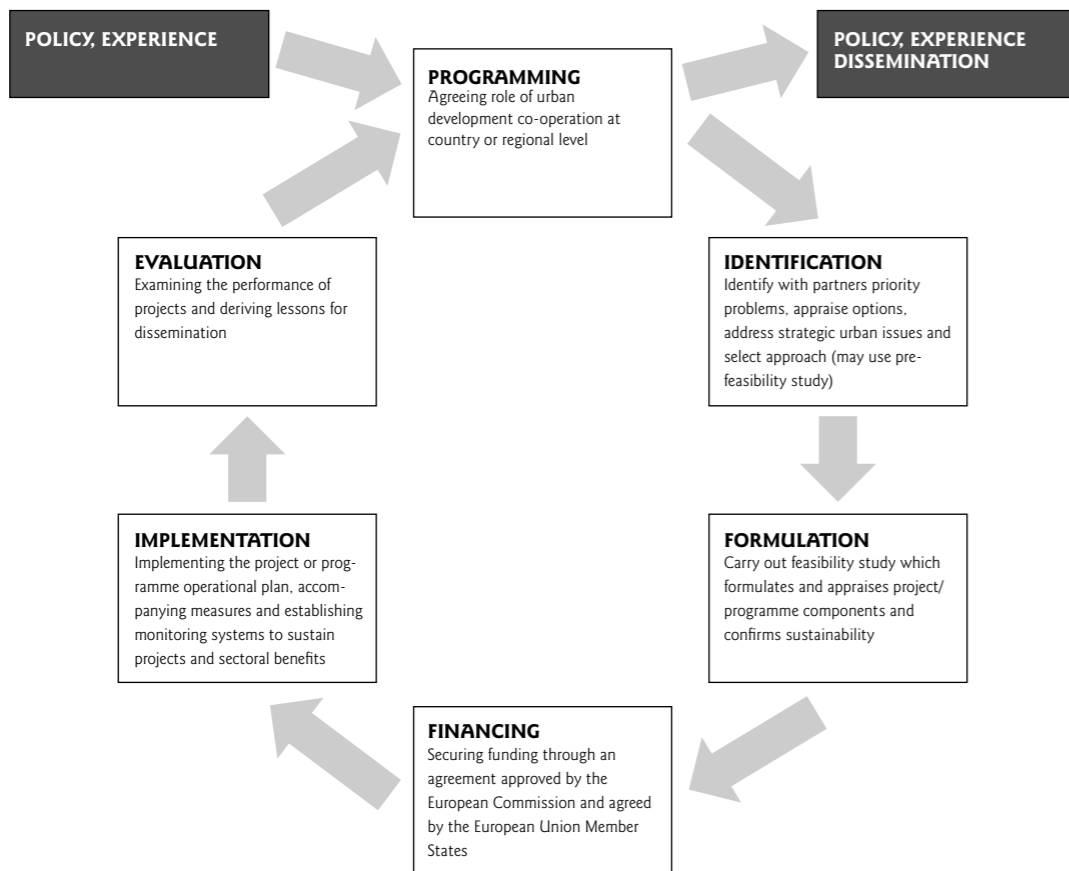 POLICY, EXPERIENCE
POLICY, EXPERIENCE
DISSEMINATION
PROGRAMMING
Agreeing role of urban
development co-operation at
country or regional level
EVALUATION
Examining the performance of
projects and deriving lessons for
dissemination
IDENTIFICATION
Identify with partners priority
problems, appraise options,
address strategic urban issues and
select approach (may use pre-
feasibility study)
IMPLEMENTATION
Implementing the project or prog-
ramme operational plan, accom-
panying measures and establishing
monitoring systems to sustain
projects and sectoral benefits
FORMULATION
Carry out feasibility study which
formulates and appraises project/
programme components and
confirms sustainability
FINANCING
Securing funding through an
agreement approved by the
European Commission and agreed
by the European Union Member
States